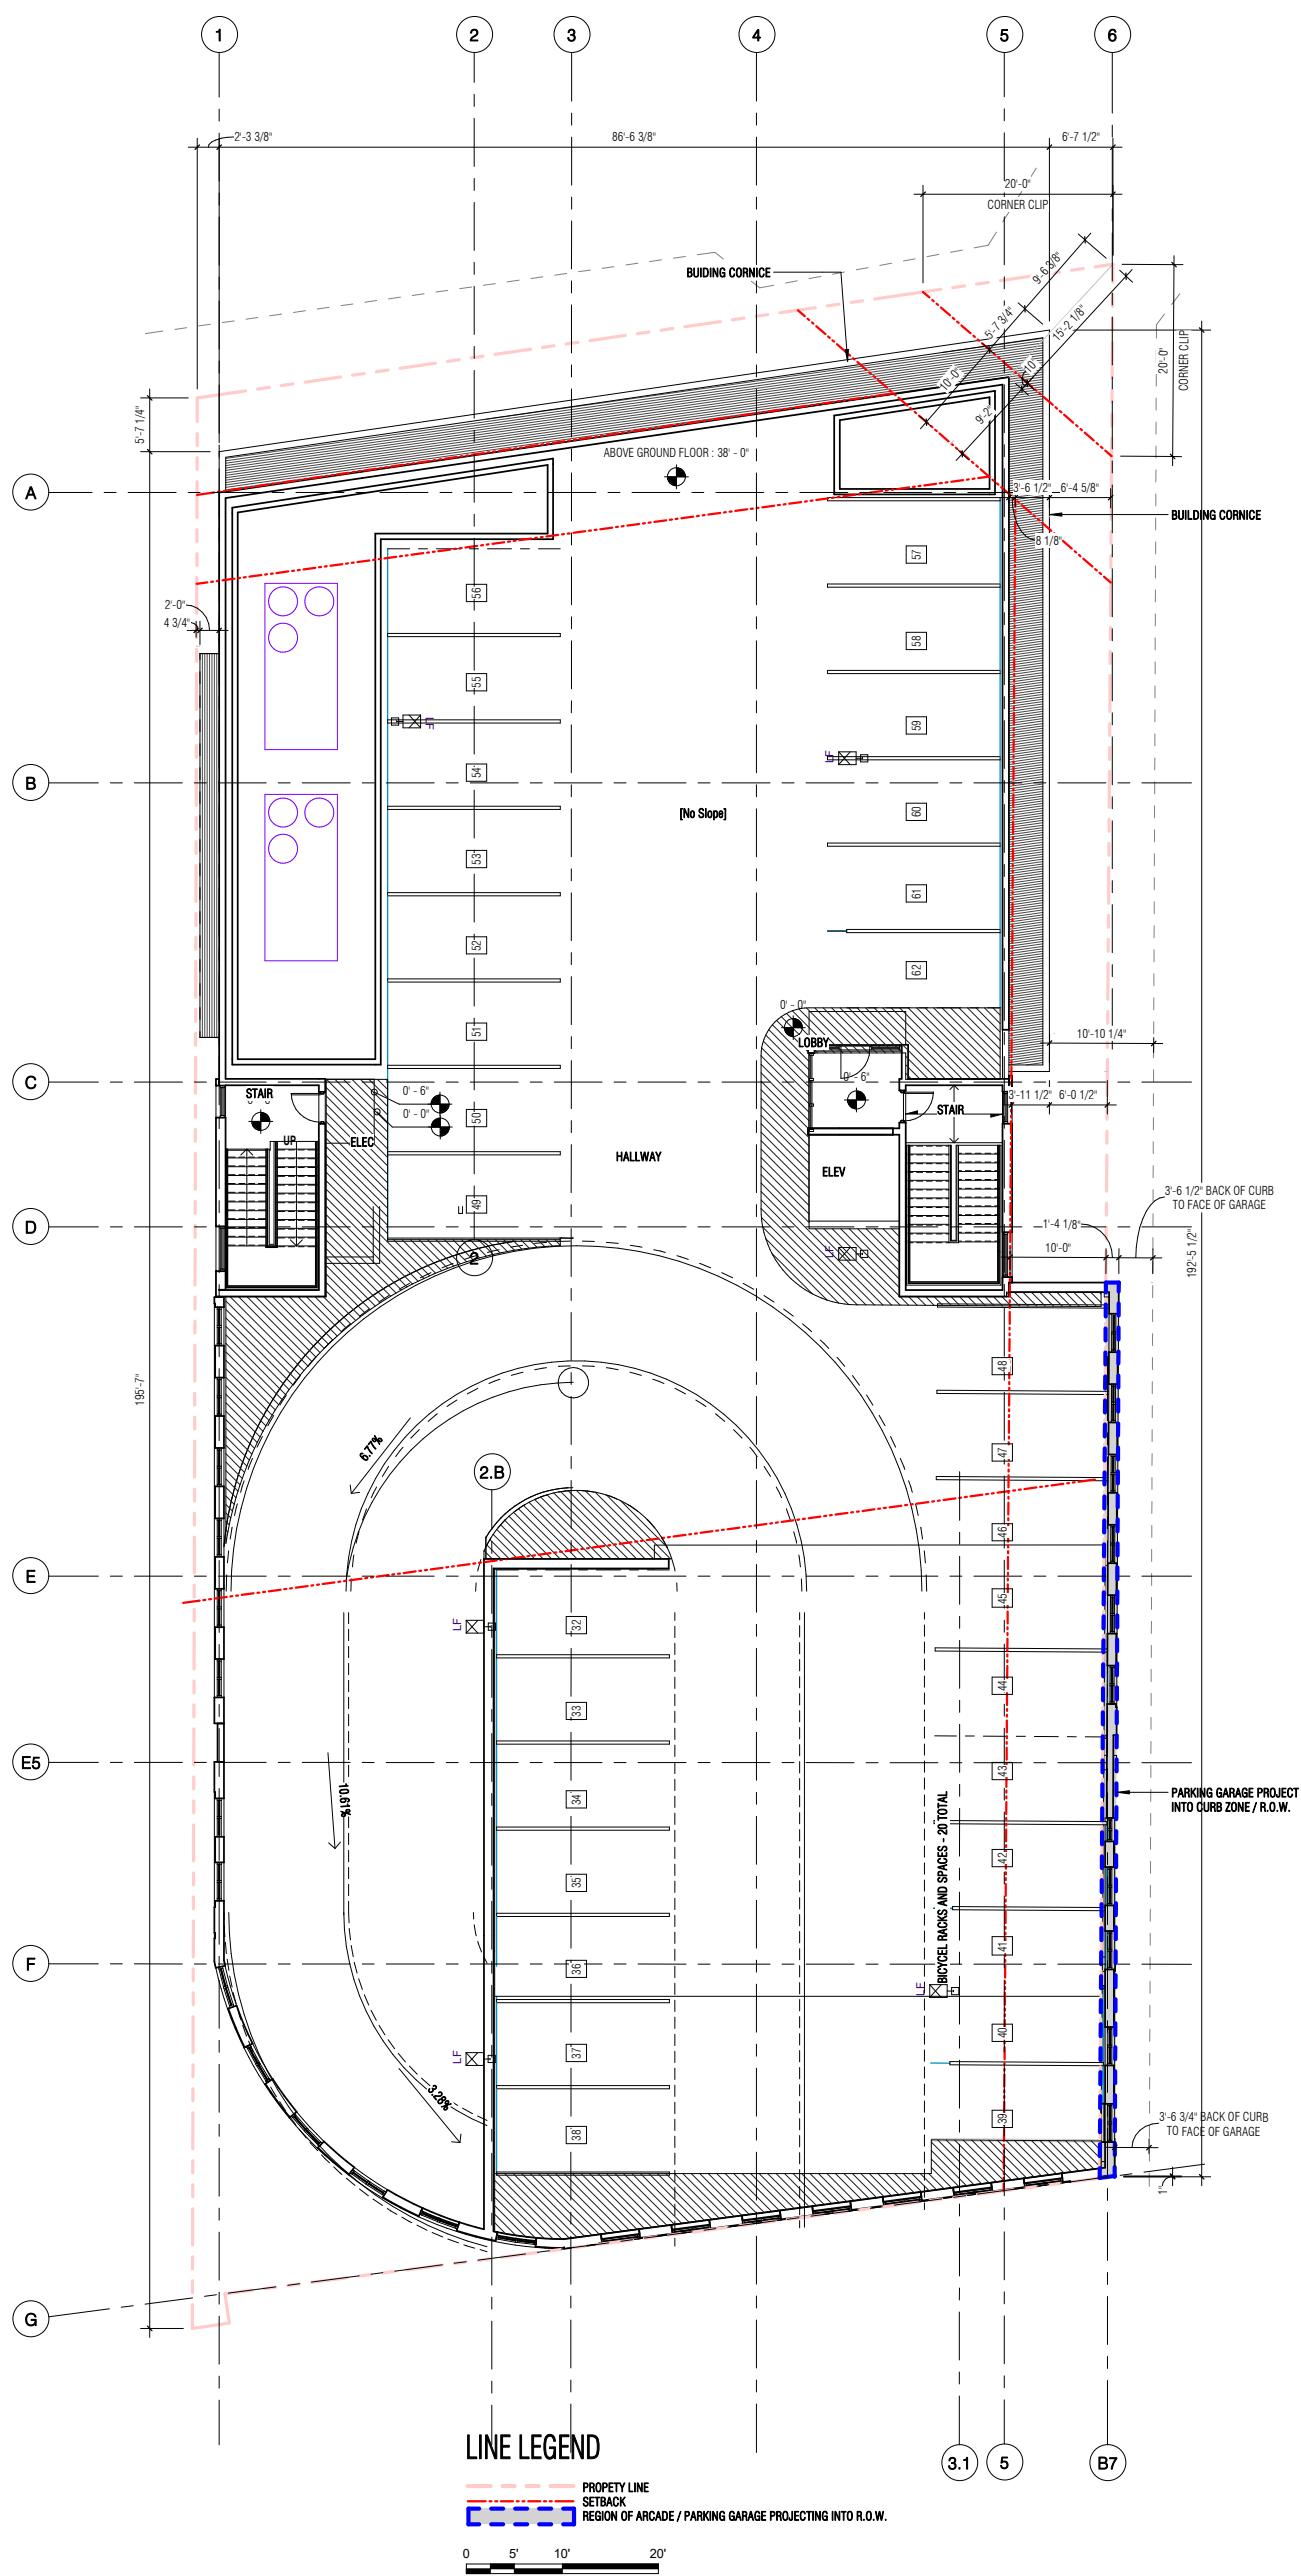 1 2 3 4 5 6
2'-3 3/8" 86'-6 3/8" 6'-7 1/2"
20'-0"
CORNER CLIP
BUIDING CORNICE
9'-6 3/8"
5'-7 3/4"
15'-2 1/8"
20'-0"
CORNER CLIP
10'-0"
10"
9'-2"
5'-7 1/4"
ABOVE GROUND FLOOR : 38' - 0"
A
3'-6 1/2" 6'-4 5/8"
BUILDING CORNICE
8 1/8"
57
56
2'-0"
4 3/4"
58
55
LF
59
LF
54
B
60
[No Slope]
53
61
52
62
0' - 0"
51
10'-10 1/4"
LOBBY
C
STAIR
0' - 6"
0' - 6"
3'-11 1/2" 6'-0 1/2"
0' - 0"
50
STAIR
UP
ELEC
HALLWAY
ELEV
3'-6 1/2" BACK OF CURB
TO FACE OF GARAGE
49
D
1'-4 1/8"
10'-0"
192'-5 1/2"
2
LF
48
195'-7"
6.77%
47
2.B
46
E
45
32
LF
44
33
E5
43
10.61%
34
PARKING GARAGE PROJECT
INTO CURB ZONE / R.O.W.
BICYCEL RACKS AND SPACES - 20 TOTAL
42
35
41
F
36
LF
40
37
LF
3.28%
39
38
3'-6 3/4" BACK OF CURB
TO FACE OF GARAGE
1"
G
LINE LEGEND
3.1 5 B7
PROPETY LINE
SETBACK
REGION OF ARCADE / PARKING GARAGE PROJECTING INTO R.O.W.
0 5' 10' 20'